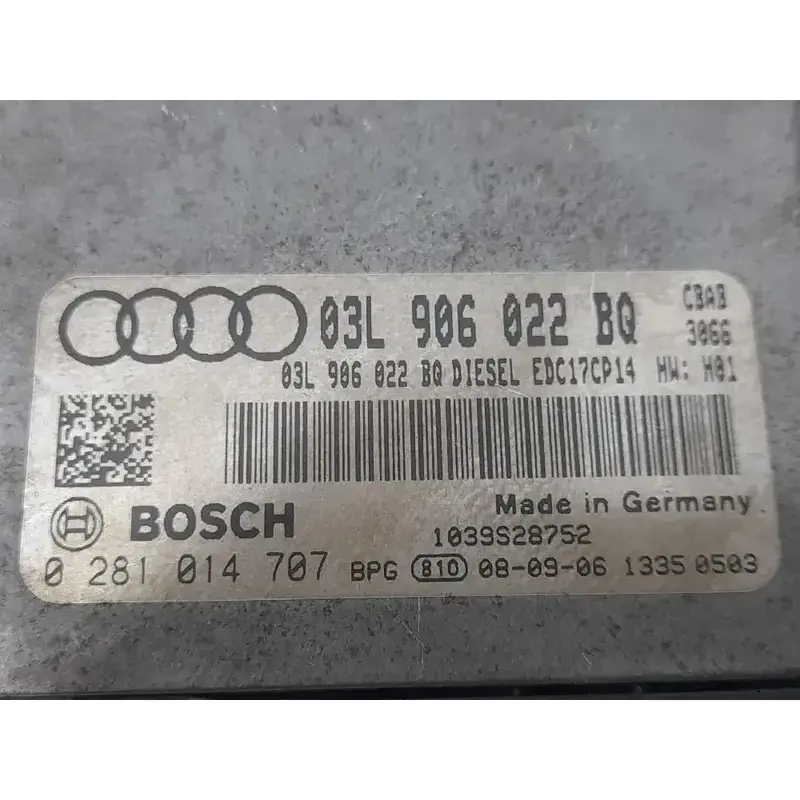 03L 906 022 BQ CBAB
3066
03L 906 022 BQ DIESEL EDC17CP14 HW: H01
Made in Germany
BOSCH 1039S28752
0 281 014 707 BPG 810 08-09-06 1335 0503